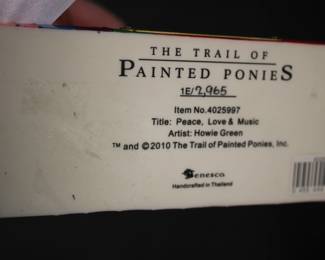 THE TRAIL OF
PAINTED PONIES
1E/2,965
Item No.4025997
Title: Peace, Love & Music
Artist: Howie Green
™ and ©2010 The Trail of Painted Ponies, Inc.
enesco
Handcrafted in Thailand